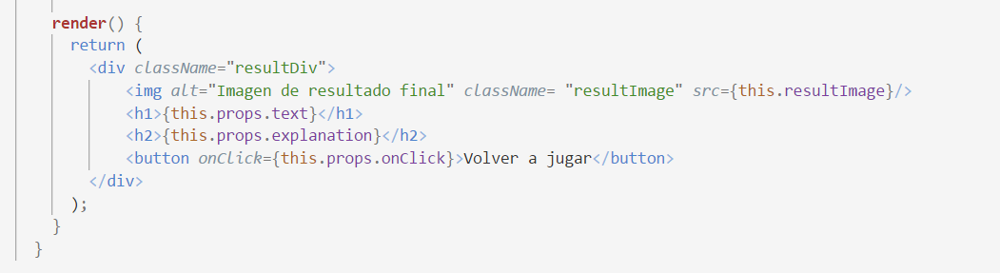 render() {
return (
<div className="resultDiv">
<img alt="Imagen de resultado final" className= "resultImage" src={this.resultImage}/>
<h1>{this.props.text}</h1>
<h2>{this.props.explanation}</h2>
<button onClick={this.props.onClick}>Volver a jugar</button>
</div>
);
}
}